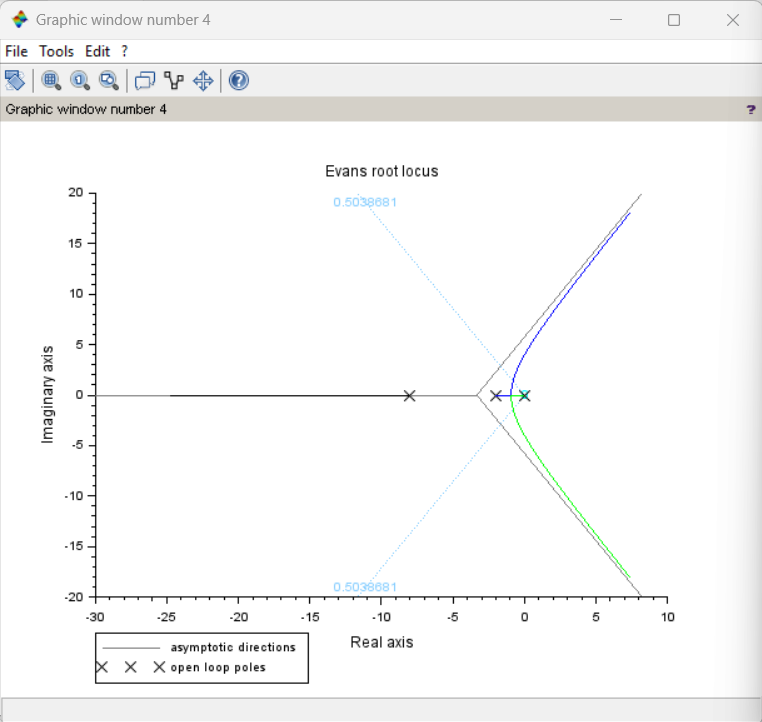 Graphic window number 4
File Tools Edit ?
Graphic window number 4 ?
Evans root locus
0.5038681
20
15
10
5
0
-5
-10
-15
-20
Imaginary axis
0.5038681
-30 -25 -20 -15 -10 -5 0 5 10
Real axis
asymptotic directions
open loop poles